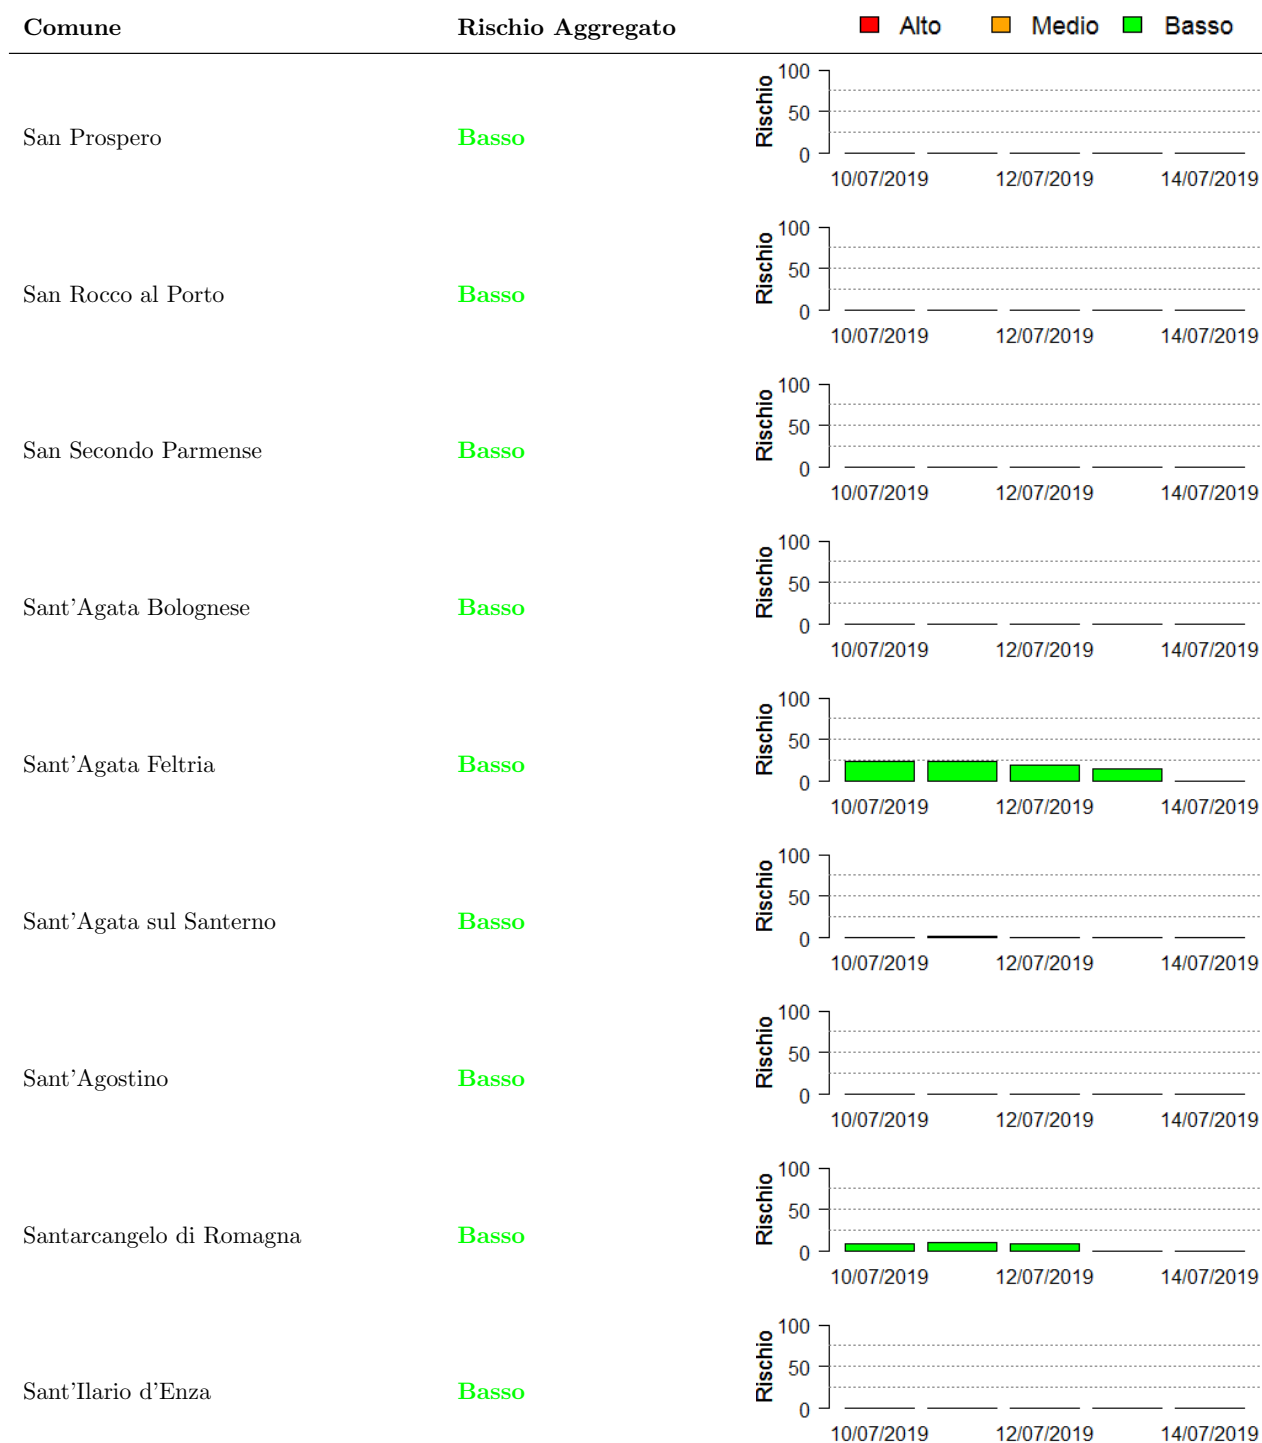 Comune Rischio Aggregato Alto Medio Basso
100
50
0
Rischio
San Prospero Basso
10/07/2019 12/07/2019 14/07/2019
100
50
0
Rischio
San Rocco al Porto Basso
10/07/2019 12/07/2019 14/07/2019
100
50
0
Rischio
San Secondo Parmense Basso
10/07/2019 12/07/2019 14/07/2019
100
50
0
Rischio
Sant'Agata Bolognese Basso
10/07/2019 12/07/2019 14/07/2019
100
50
0
Rischio
Sant'Agata Feltria Basso
10/07/2019 12/07/2019 14/07/2019
100
50
0
Rischio
Sant'Agata sul Santerno Basso
10/07/2019 12/07/2019 14/07/2019
100
50
0
Rischio
Sant'Agostino Basso
10/07/2019 12/07/2019 14/07/2019
100
50
0
Rischio
Santarcangelo di Romagna Basso
10/07/2019 12/07/2019 14/07/2019
100
50
0
Rischio
Sant'Ilario d'Enza Basso
10/07/2019 12/07/2019 14/07/2019